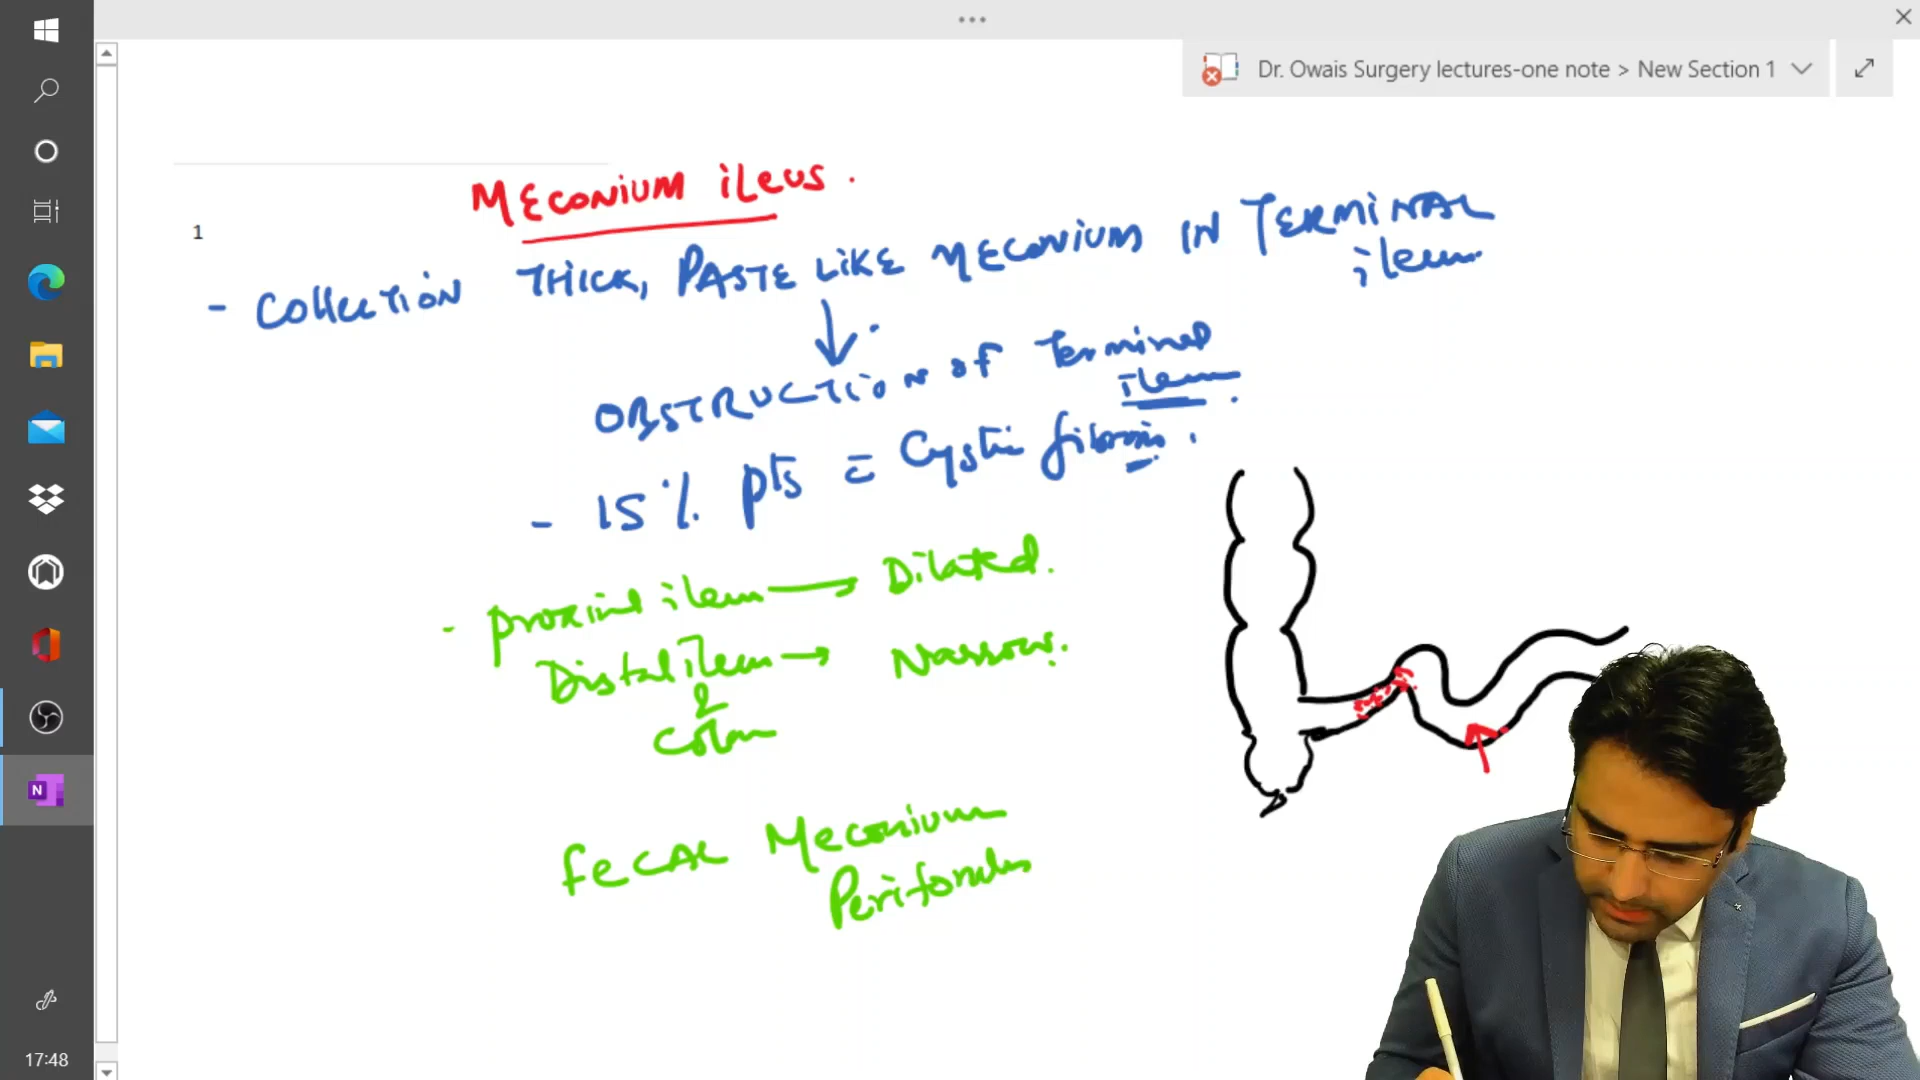 Dr. Owais Surgery lectures-one note > New Section 1
MECONIUM ILEUS.
1
- Collection THICK, PASTE LIKE MECONIUM IN TERMINAL
ileum
OBSTRUCTION of Terminal
ileum.
- 15% pts = Cystic fibrosis.
- proximal ileum → Dilated.
Distal ileum → Narrow.
&
Colon
feCAL Meconium
Peritonitis
N
17:48